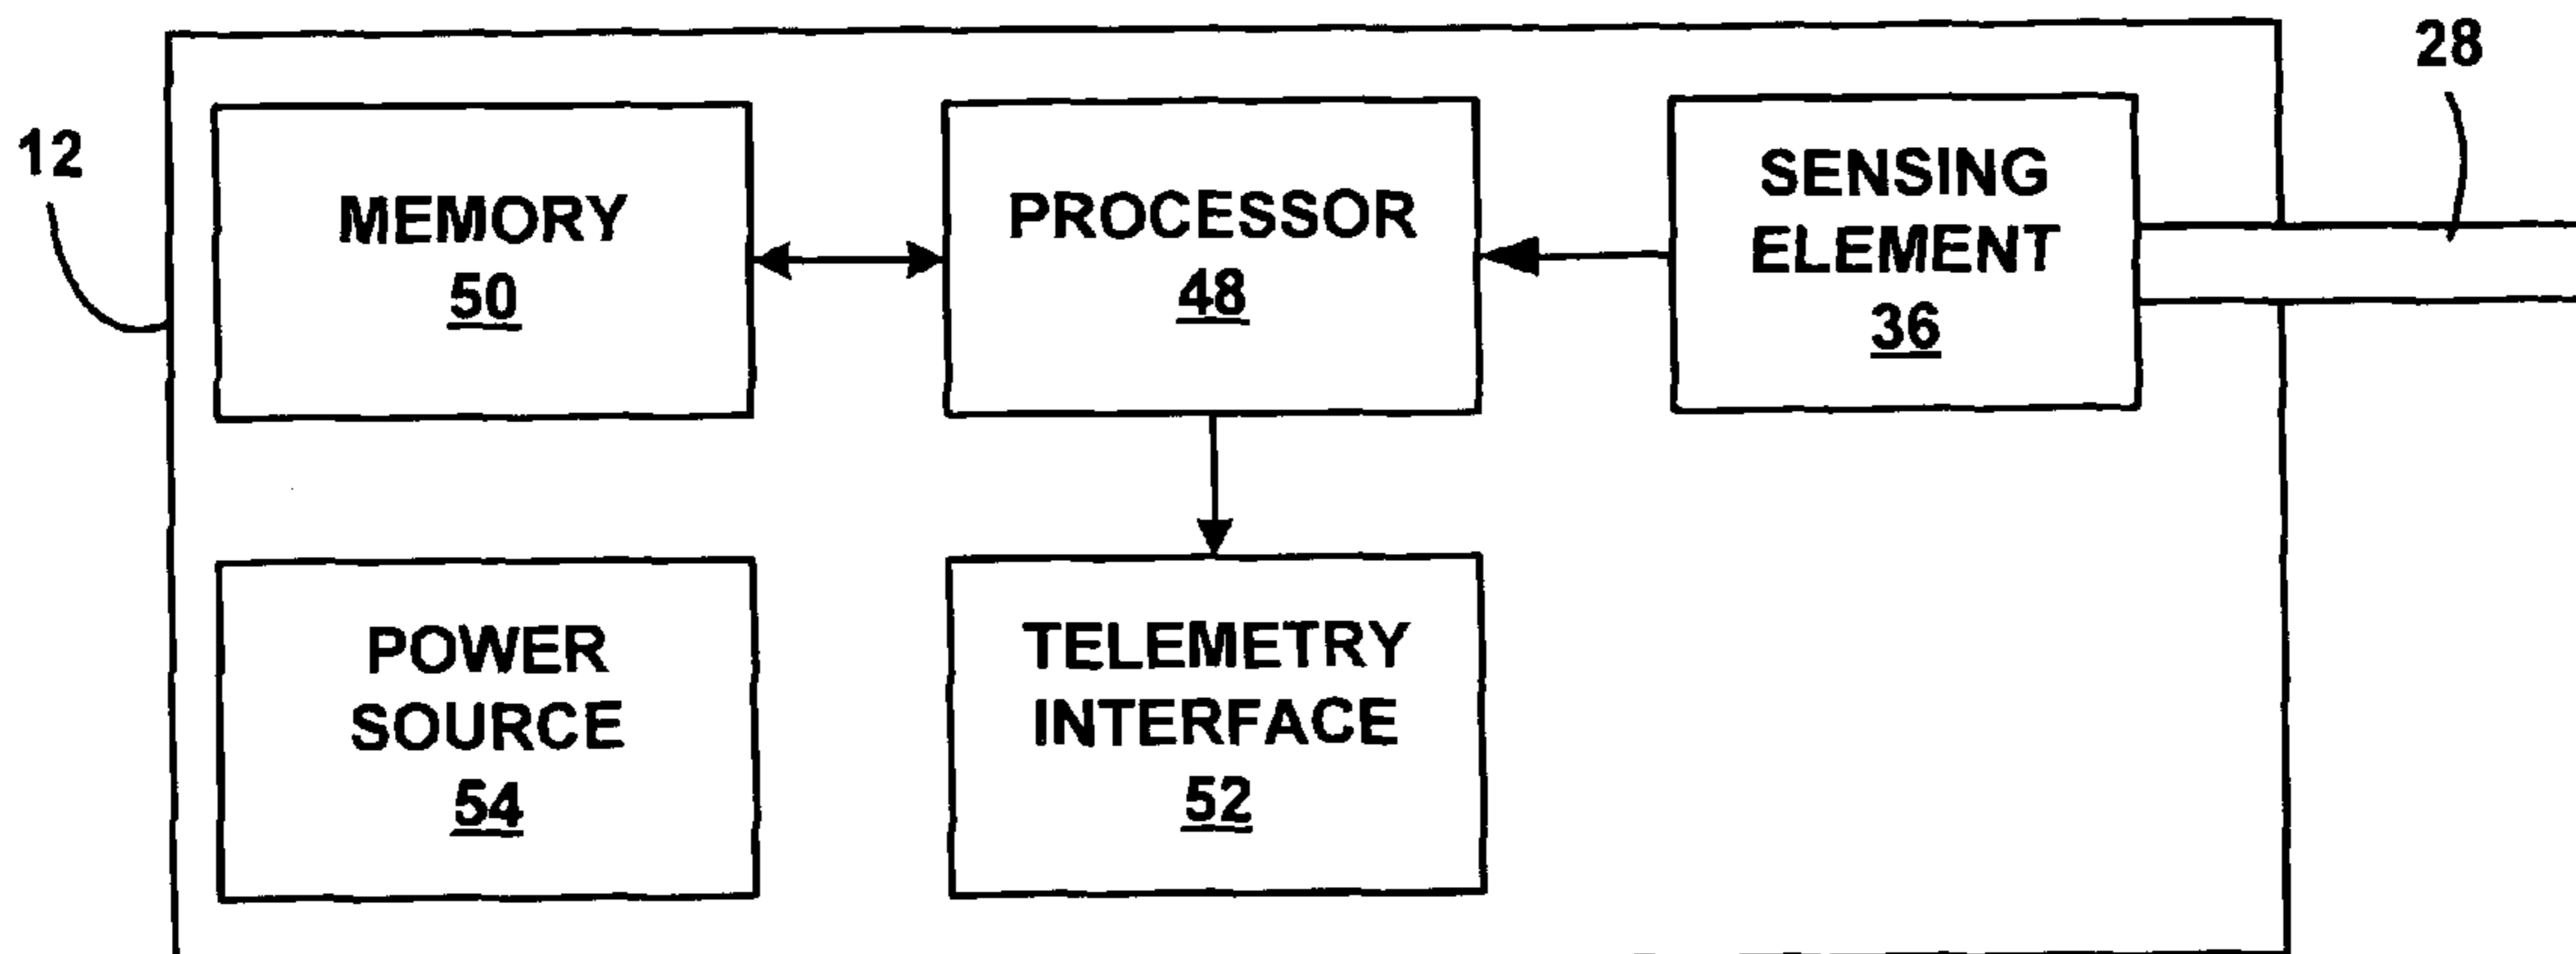 28
12
MEMORY
50
PROCESSOR
48
SENSING
ELEMENT
36
POWER
SOURCE
54
TELEMETRY
INTERFACE
52